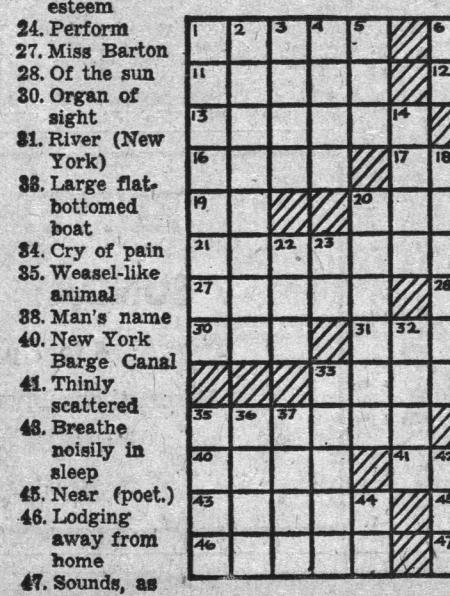 esteem
24. Perform
27. Miss Barton
28. Of the sun
30. Organ of
sight
31. River (New
York)
33. Large flat-
bottomed
boat
34. Cry of pain
35. Weasel-like
animal
38. Man's name
40. New York
Barge Canal
41. Thinly
scattered
43. Breathe
noisily in
sleep
45. Near (poet.)
46. Lodging
away from
home
47. Sounds, as
1 2 3 4 5 6
11 12
13 14
16 17 18
19 20
21 22 23
27 28
30 31 32
33
35 36 37
40 41 42
43 44 45
46 47